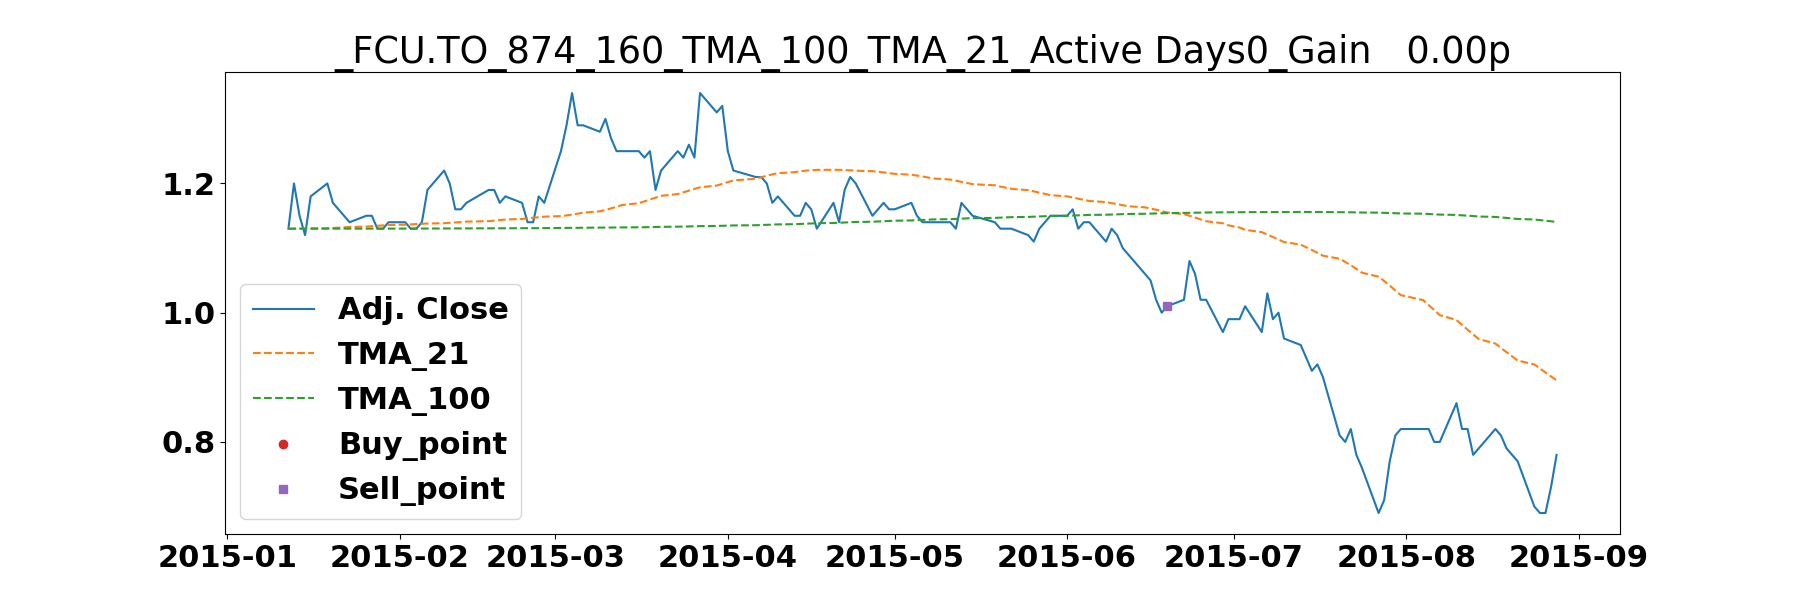 _FCU.TO_874_160_TMA_100_TMA_21_Active Days0_Gain   0.00p
1.2
1.0
0.8
Adj. Close
TMA_21
TMA_100
Buy_point
Sell_point
2015-01 2015-02 2015-03 2015-04 2015-05 2015-06 2015-07 2015-08 2015-09